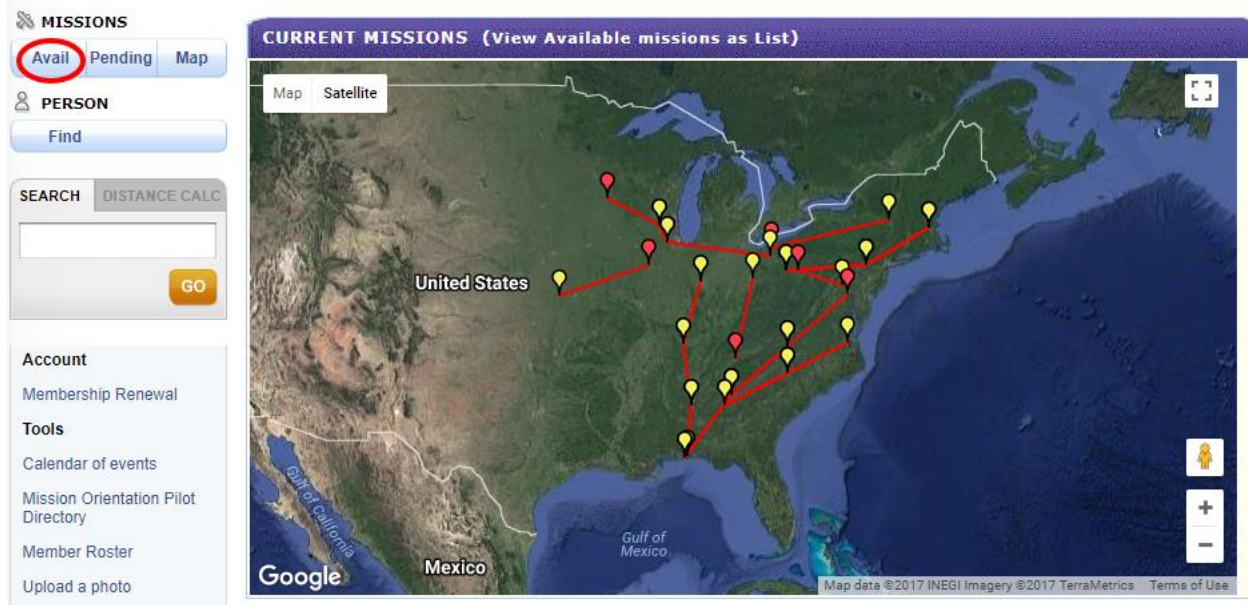 MISSIONS
Avail Pending Map
PERSON
Find
SEARCH DISTANCE CALC
GO
Account
Membership Renewal
Tools
Calendar of events
Mission Orientation Pilot
Directory
Member Roster
Upload a photo
CURRENT MISSIONS (View Available missions as List)
Map Satellite
United States
Gulf of
California
Gulf of
Mexico
Mexico
Google
Map data ©2017 INEGI Imagery ©2017 TerraMetrics Terms of Use